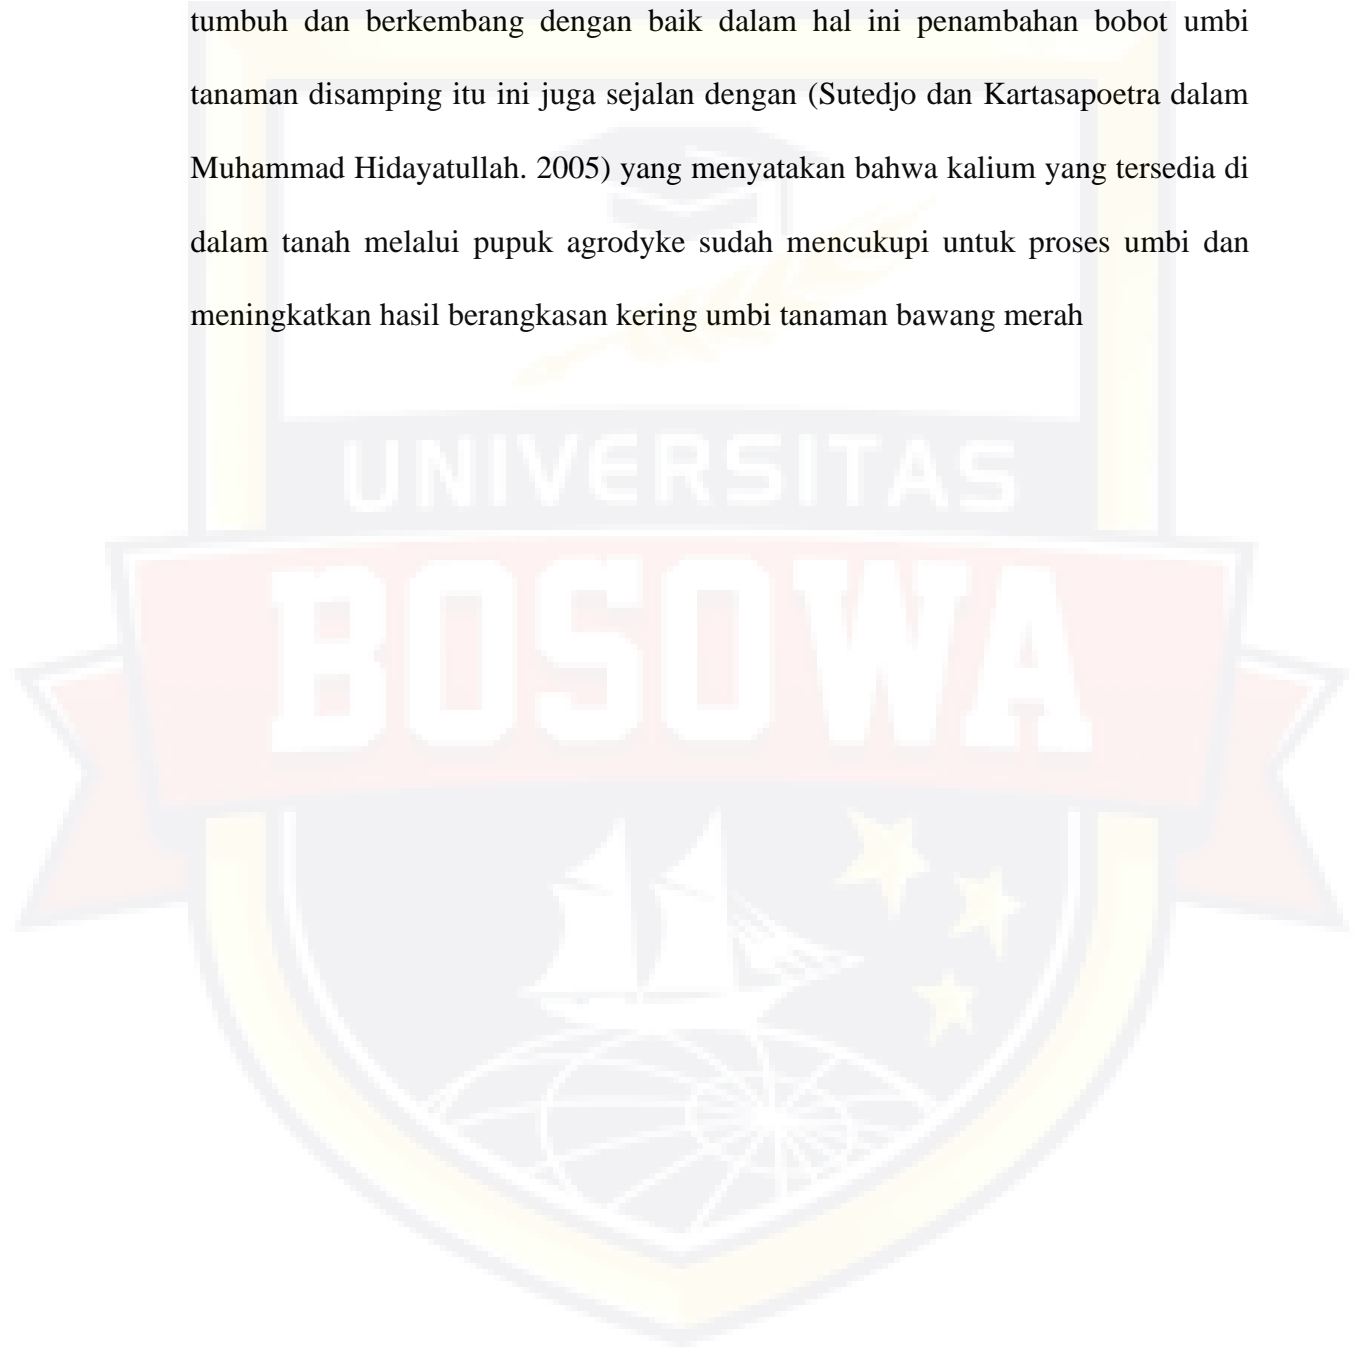 tumbuh dan berkembang dengan baik dalam hal ini penambahan bobot umbi
tanaman disamping itu ini juga sejalan dengan (Sutedjo dan Kartasapoetra dalam
Muhammad Hidayatullah. 2005) yang menyatakan bahwa kalium yang tersedia di
dalam tanah melalui pupuk agrodyke sudah mencukupi untuk proses umbi dan
meningkatkan hasil berangkasan kering umbi tanaman bawang merah
UNIVERSITAS
BOSOWA